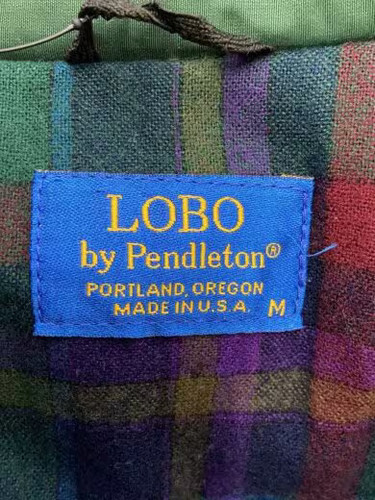 LOBO
by Pendleton®
PORTLAND, OREGON
MADE IN U.S.A. M